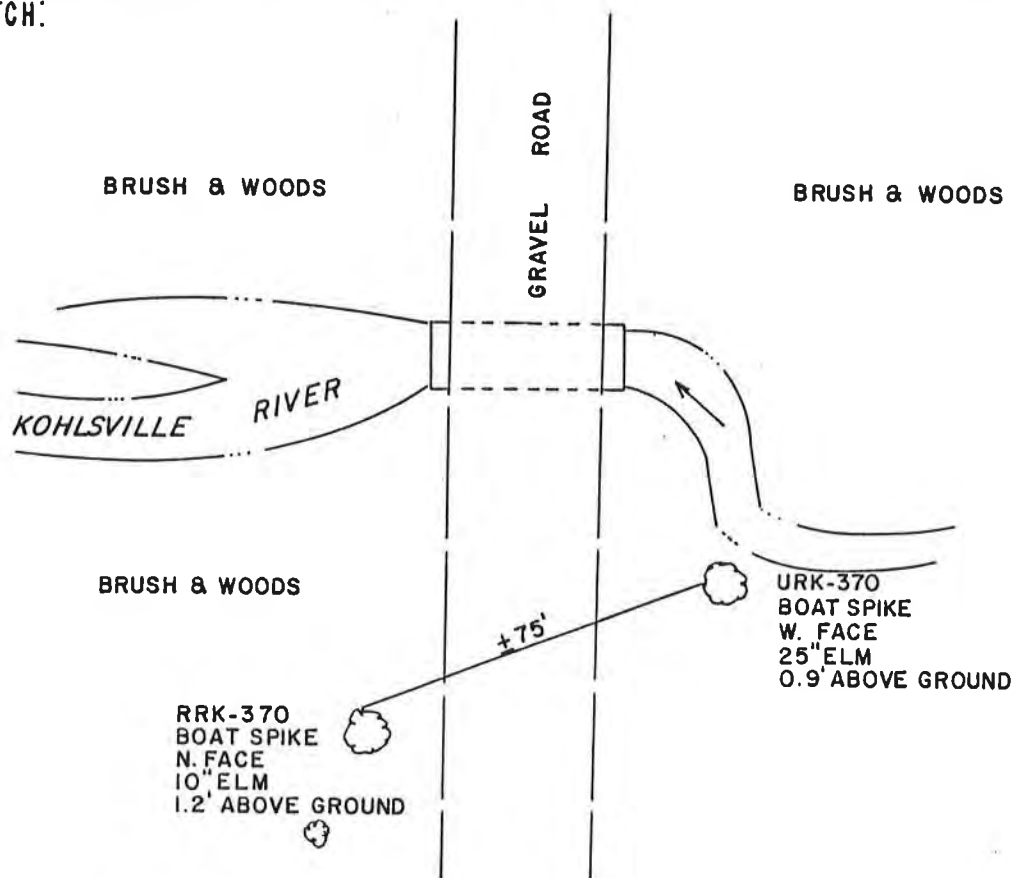 BRUSH & WOODS
GRAVEL ROAD
BRUSH & WOODS
KOHLSVILLE RIVER
BRUSH & WOODS
±75'
URK-370
BOAT SPIKE
W. FACE
25" ELM
0.9' ABOVE GROUND
RRK-370
BOAT SPIKE
N. FACE
10" ELM
1.2' ABOVE GROUND